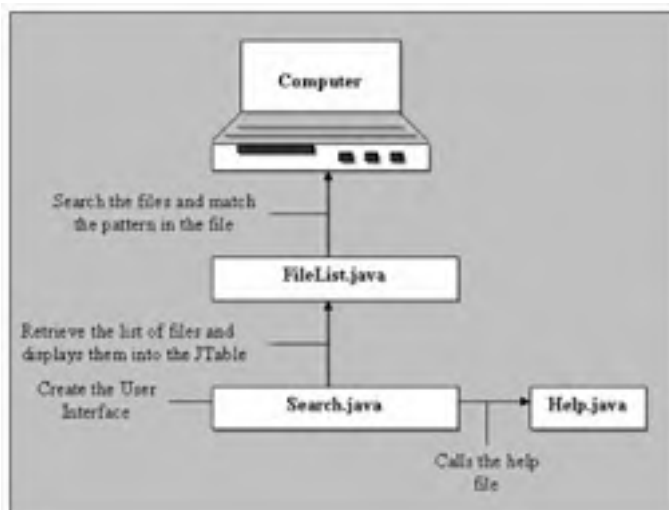 Computer
Search the files and match
the pattern in the file
FileList.java
Retrieve the list of files and
displays them into the JTable
Create the User
Interface
Search.java
Help.java
Calls the help
file